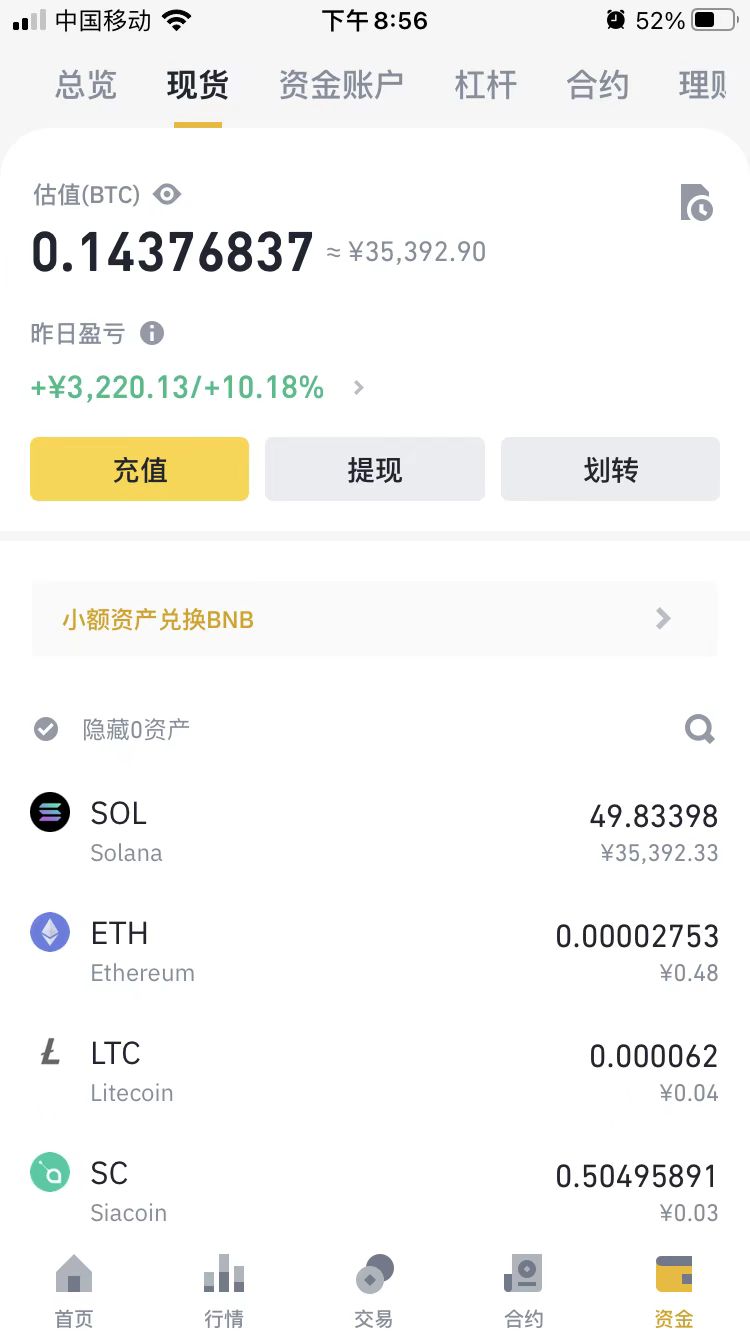 中国移动 下午8:56 52%
总览 现货 资金账户 杠杆 合约 理财
估值(BTC)
0.14376837 ≈ ¥35,392.90
昨日盈亏
+¥3,220.13/+10.18%
充值 提现 划转
小额资产兑换BNB
隐藏0资产
SOL 49.83398
Solana ¥35,392.33
ETH 0.00002753
Ethereum ¥0.48
LTC 0.000062
Litecoin ¥0.04
SC 0.50495891
Siacoin ¥0.03
首页 行情 交易 合约 资金